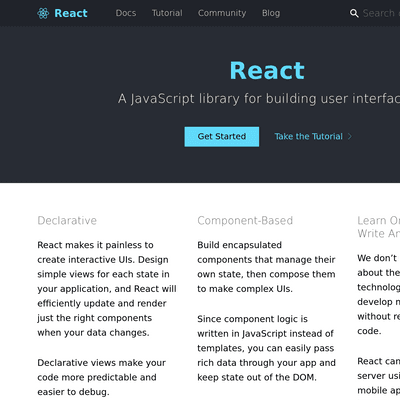 React Docs Tutorial Community Blog Search
React
A JavaScript library for building user
Get Started Take the Tutorial
Declarative
React makes it painless to
create interactive UIs. Design
simple views for each state in
your application, and React will
efficiently update and render
just the right components
when your data changes.
Declarative views make your
code more predictable and
easier to debug.
Component-Based
Build encapsulated
components that manage their
own state, then compose them
to make complex UIs.
Since component logic is
written in JavaScript instead of
templates, you can easily pass
rich data through your app and
keep state out of the DOM.
Learn
Write
We don't
about the
technolog
develop n
without re
code.
React can
server usi
mobile ap